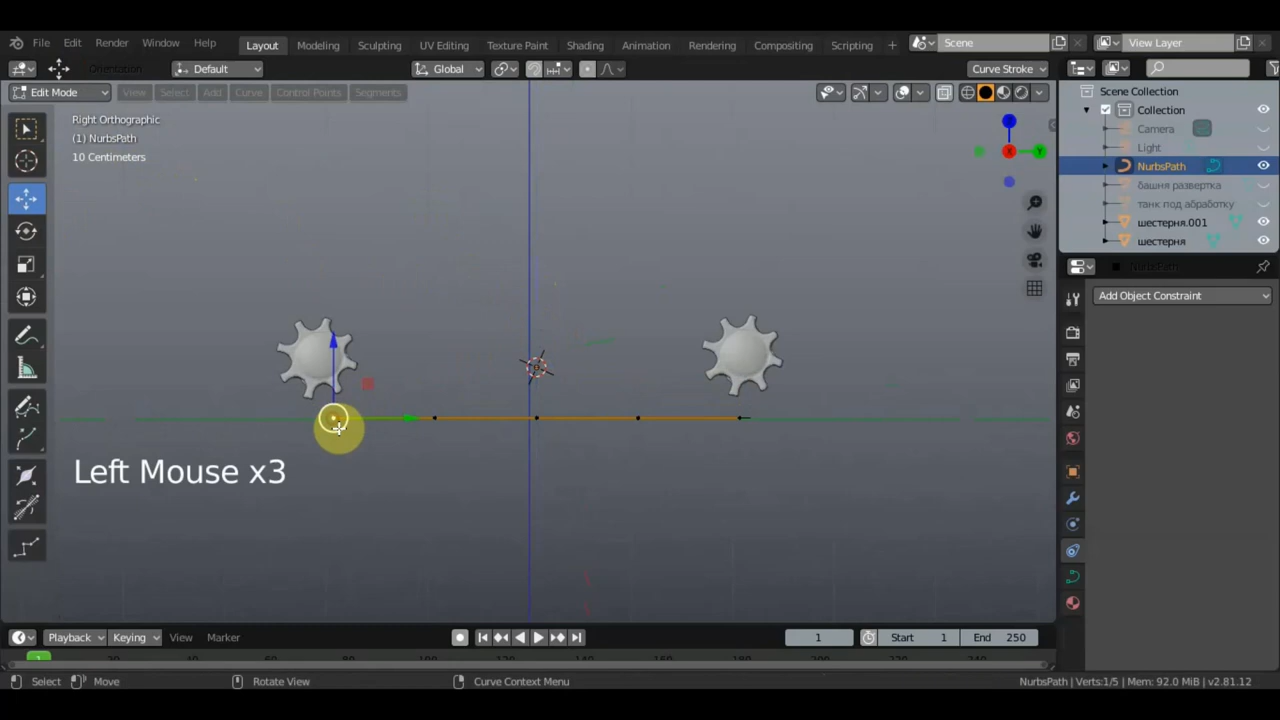 File Edit Render Window Help Layout Modeling Sculpting UV Editing Texture Paint Shading Animation Rendering Compositing Scripting + Scene View Layer
Orientation Default Global Curve Stroke
Edit Mode View Select Add Curve Control Points Segments
Scene Collection
Collection
Camera
Light
NurbsPath
башня развертка
танк под абработку
шестерня.001
шестерня
Right Orthographic
(1) NurbsPath
10 Centimeters
NurbsPath
Add Object Constraint
Left Mouse x3
Playback Keying View Marker 1 Start 1 End 250
1
Select Move Rotate View Curve Context Menu NurbsPath | Verts:1/5 | Mem: 92.0 MiB | v2.81.12